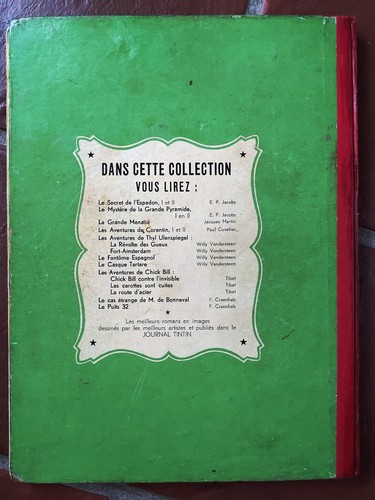 DANS CETTE COLLECTION
VOUS LIREZ :
Le Secret de l'Espadon, I et II E. P. Jacobs
Le Mystère de la Grande Pyramide,
I en II E. P. Jacobs
La Grande Menace Jacques Martin
Les Aventures de Corentin, I et II Paul Cuvelier
Les Aventures de Thyl Ulenspiegel :
La Révolte des Gueux Willy Vandersteen
Fort-Amsterdam Willy Vandersteen
Le Fantôme Espagnol Willy Vandersteen
Le Casque Tartare Willy Vandersteen
Les Aventures de Chick Bill :
Chick Bill contre l'invisible Tibet
Les carottes sont cuites Tibet
La route d'acier Tibet
Le cas étrange de M. de Bonneval F. Craenhals
Le Puits 32 F. Craenhals
Les meilleurs romans en images
dessinés par les meilleurs artistes et publiés dans le
JOURNAL TINTIN